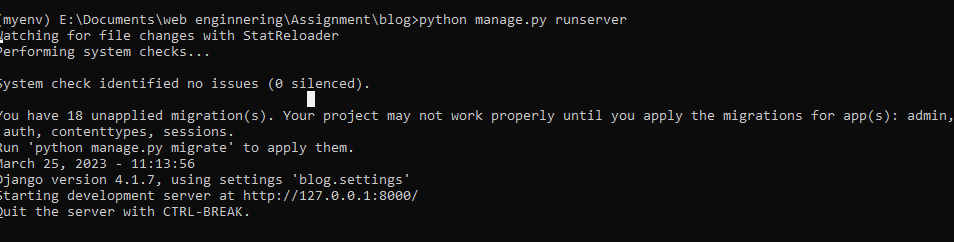 (myenv) E:\Documents\web enginnering\Assignment\blog>python manage.py runserver
Watching for file changes with StatReloader
Performing system checks...
System check identified no issues (0 silenced).
You have 18 unapplied migration(s). Your project may not work properly until you apply the migrations for app(s): admin,
auth, contenttypes, sessions.
Run 'python manage.py migrate' to apply them.
March 25, 2023 - 11:13:56
Django version 4.1.7, using settings 'blog.settings'
Starting development server at http://127.0.0.1:8000/
Quit the server with CTRL-BREAK.